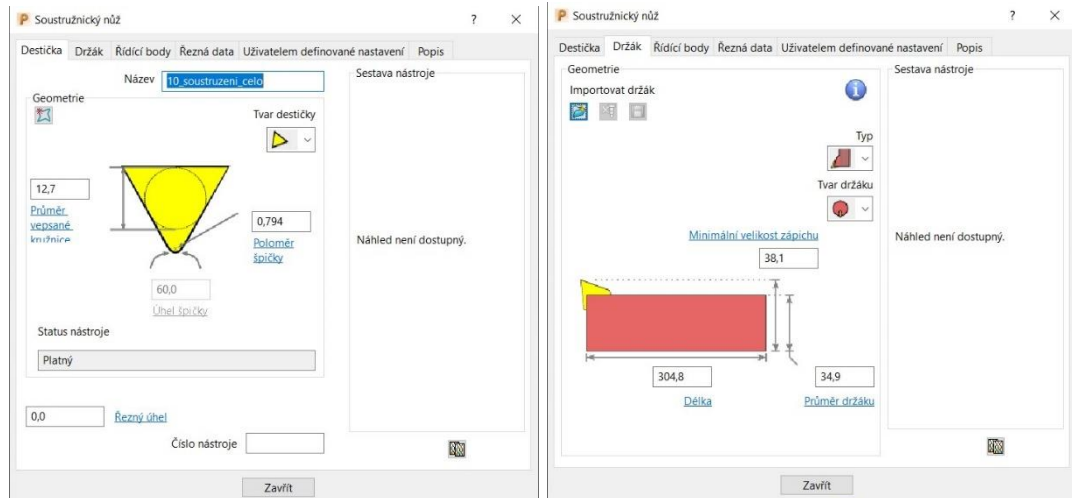 Soustružnický nůž
?
×
Destička Držák Řídící body Řezná data Uživatelem definované nastavení Popis
Název 10_soustruzeni_celo
Sestava nástroje
Geometrie
Tvar destičky
12,7
Průměr
vepsané
kružnice
0,794
Poloměr
špičky
Náhled není dostupný.
60,0
Úhel špičky
Status nástroje
Platný
0,0 Řezný úhel
Číslo nástroje
Zavřít
Soustružnický nůž
?
×
Destička Držák Řídící body Řezná data Uživatelem definované nastavení Popis
Geometrie
Sestava nástroje
Importovat držák
Typ
Tvar držáku
Minimální velikost zápichu
Náhled není dostupný.
38,1
304,8 34,9
Délka Průměr držáku
Zavřít